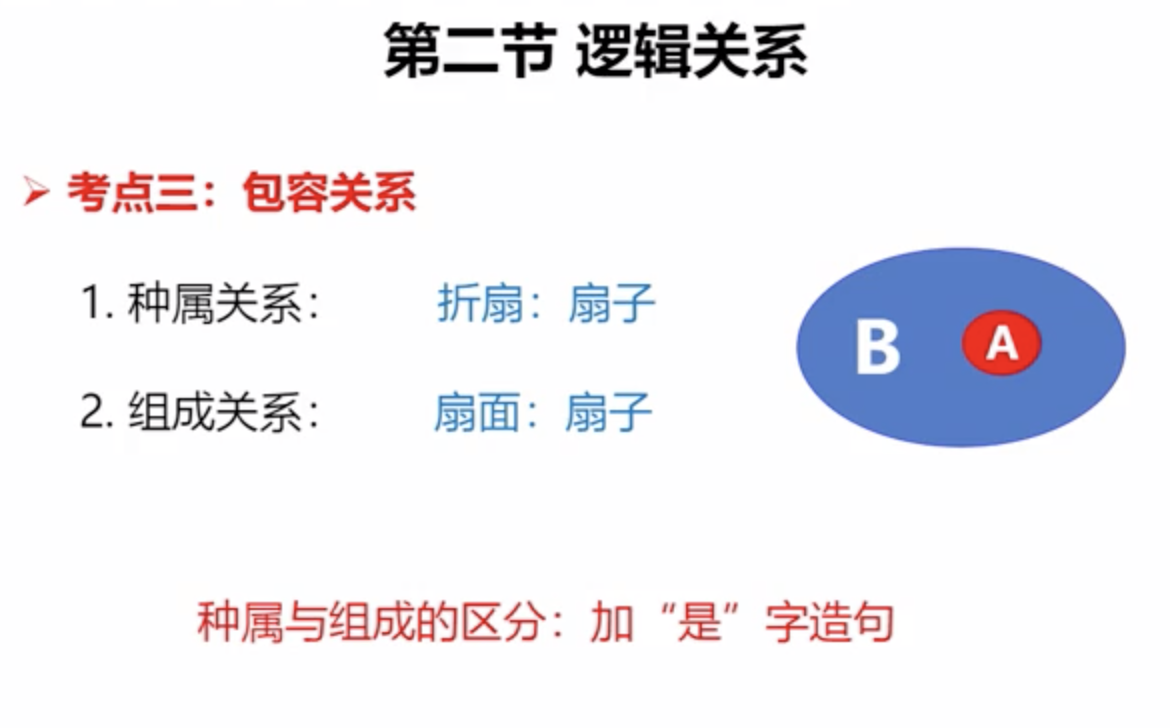 第二节 逻辑关系
➢ 考点三：包容关系
1. 种属关系： 折扇：扇子
2. 组成关系： 扇面：扇子
B A
种属与组成的区分：加“是”字造句